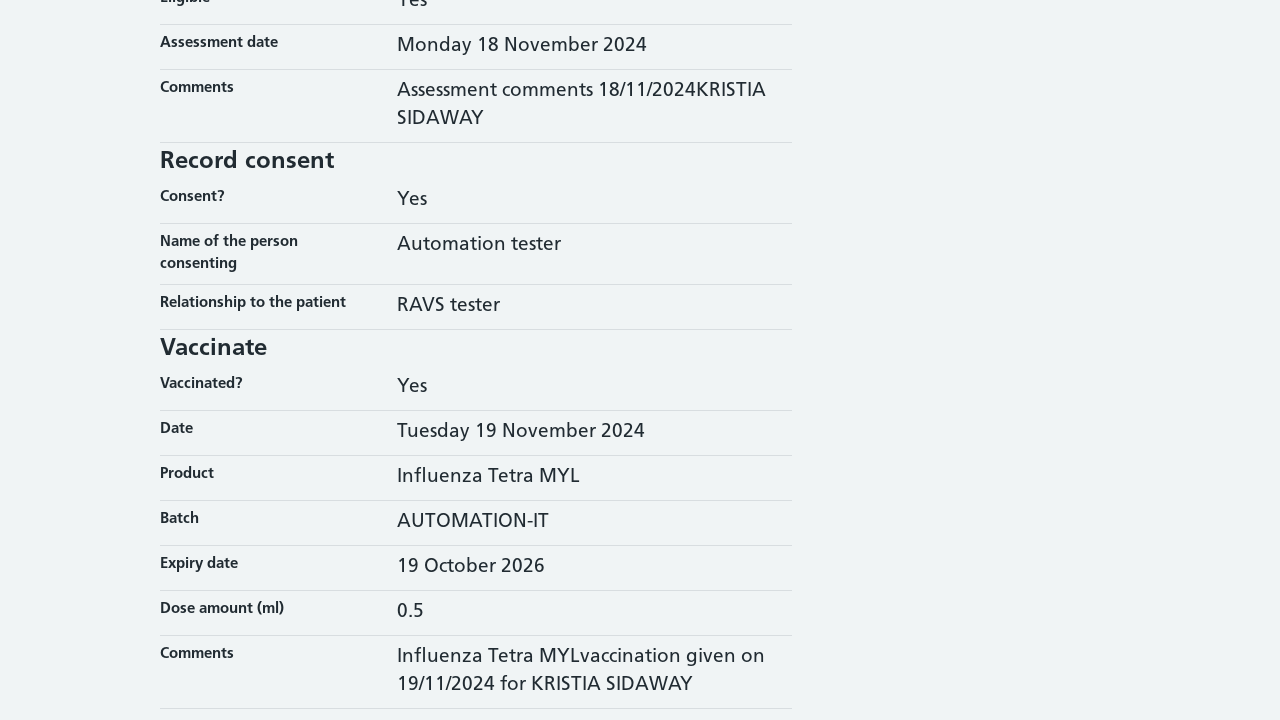 Eligible
Yes
Assessment date
Monday 18 November 2024
Comments
Assessment comments 18/11/2024KRISTIA
SIDAWAY
Record consent
Consent?
Yes
Name of the person
consenting
Automation tester
Relationship to the patient
RAVS tester
Vaccinate
Vaccinated?
Yes
Date
Tuesday 19 November 2024
Product
Influenza Tetra MYL
Batch
AUTOMATION-IT
Expiry date
19 October 2026
Dose amount (ml)
0.5
Comments
Influenza Tetra MYLvaccination given on
19/11/2024 for KRISTIA SIDAWAY